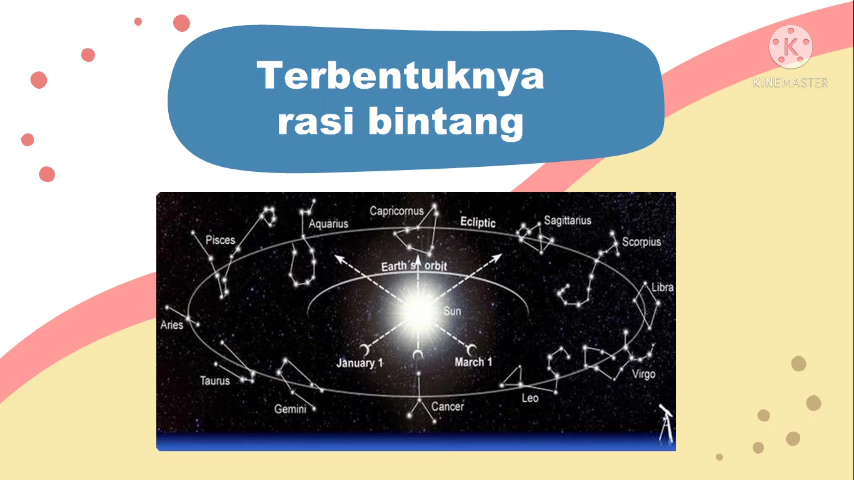 Terbentuknya
rasi bintang
KINEMASTER
Capricornus
Ecliptic
Sagittarius
Aquarius
Pisces
Scorpius
Earth's orbit
Libra
Sun
Aries
January 1
March 1
Taurus
Virgo
Gemini
Cancer
Leo